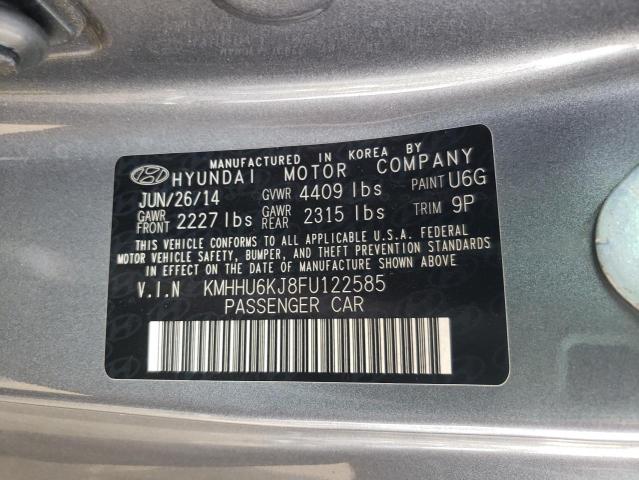 MANUFACTURED IN KOREA BY
HYUNDAI MOTOR COMPANY
JUN/26/14 GVWR 4409 lbs PAINT U6G
GAWR FRONT 2227 lbs GAWR REAR 2315 lbs TRIM 9P
THIS VEHICLE CONFORMS TO ALL APPLICABLE U.S.A. FEDERAL
MOTOR VEHICLE SAFETY, BUMPER, AND THEFT PREVENTION STANDARDS
IN EFFECT ON THE DATE OF MANUFACTURE SHOWN ABOVE.
V.I.N KMHHU6KJ8FU122585
PASSENGER CAR